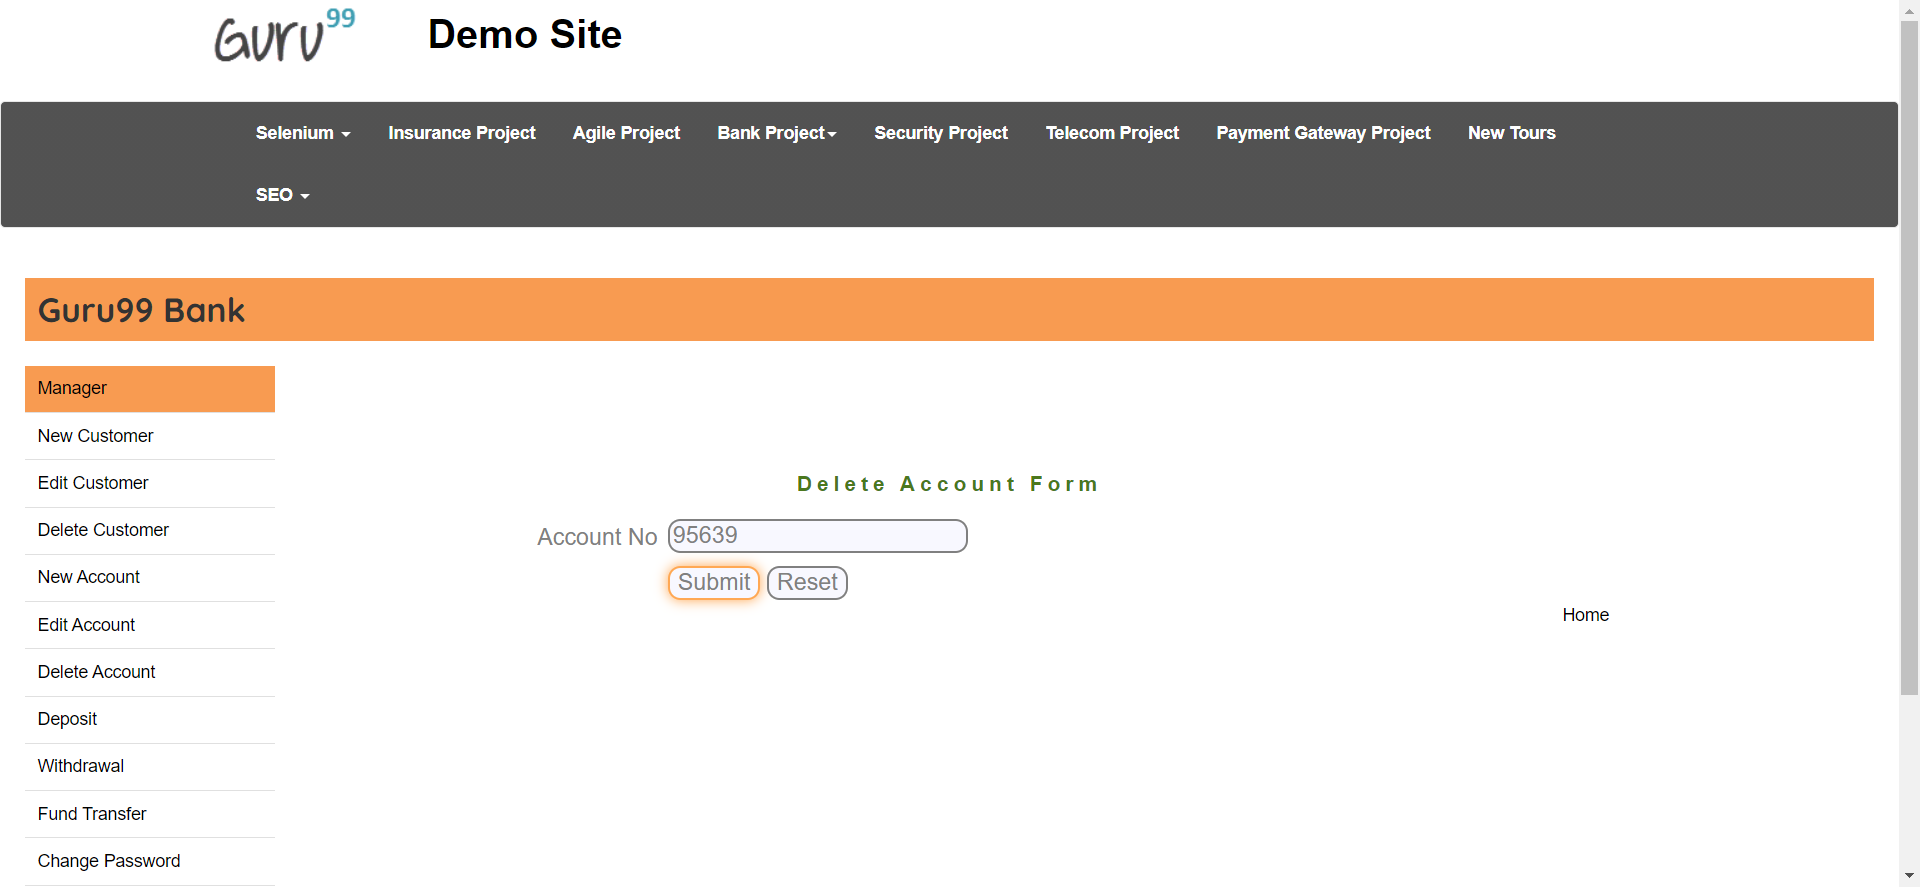 Guru99 Demo Site
Selenium Insurance Project Agile Project Bank Project Security Project Telecom Project Payment Gateway Project New Tours
SEO
Guru99 Bank
Manager
New Customer
Edit Customer
Delete Customer
New Account
Edit Account
Delete Account
Deposit
Withdrawal
Fund Transfer
Change Password
Delete Account Form
Account No 95639
Submit Reset
Home